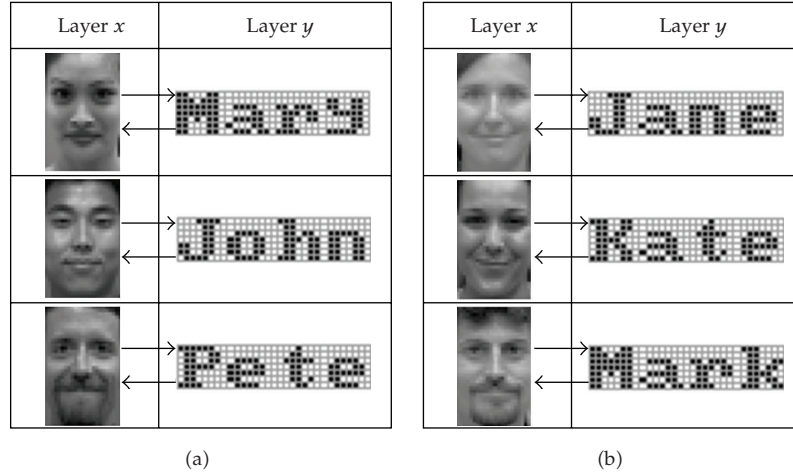 Layer x
Layer y
Mary
John
Pete
(a)
Layer x
Layer y
Jane
Kate
Mark
(b)